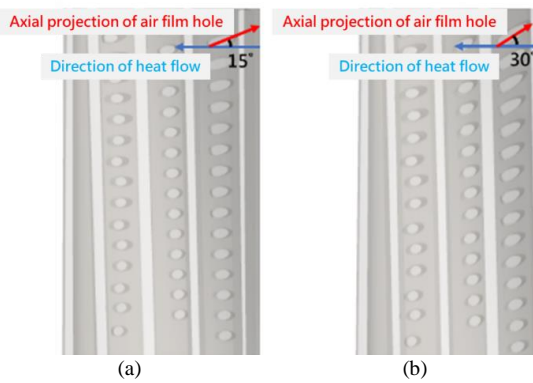 Axial projection of air film hole
Direction of heat flow
15°
(a)
Axial projection of air film hole
Direction of heat flow
30°
(b)